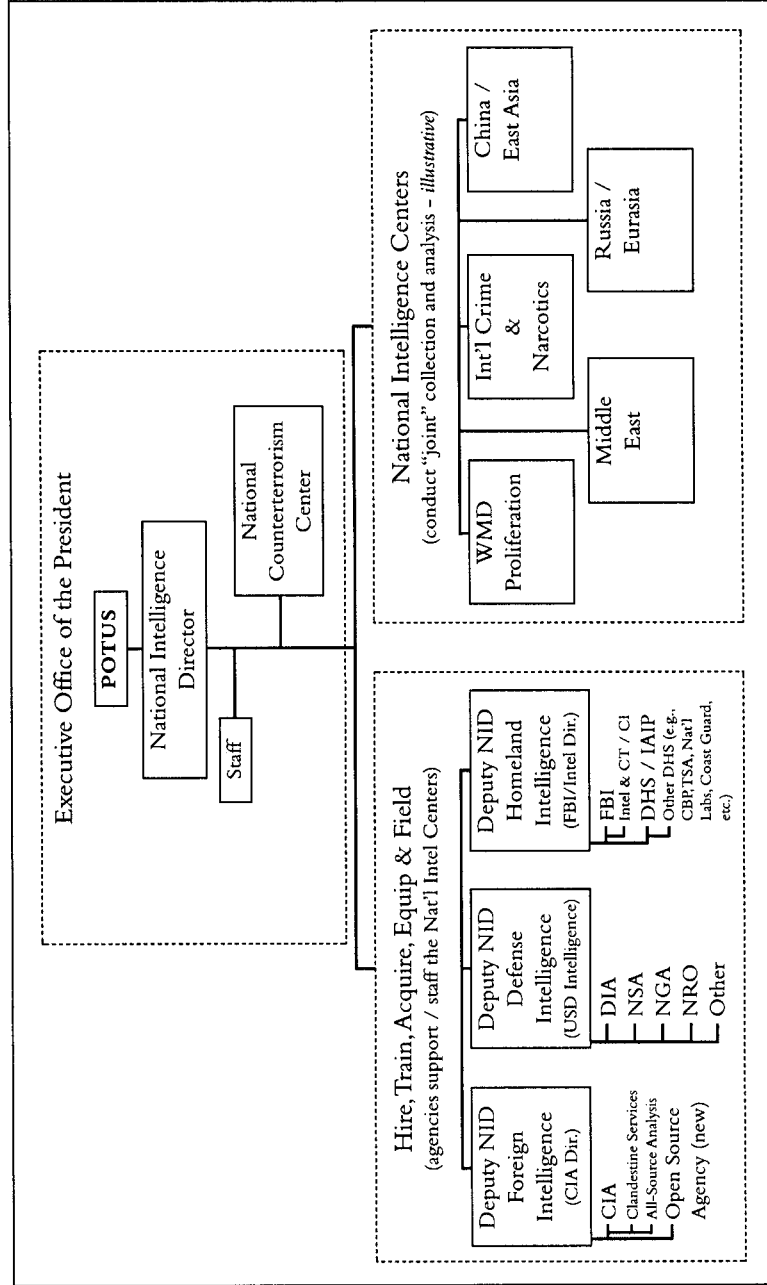 Executive Office of the President
POTUS
National Intelligence
Director
Staff
National
Counterterrorism
Center
Hire, Train, Acquire, Equip & Field
(agencies support / staff the Nat'l Intel Centers)
Deputy NID
Foreign
Intelligence
(CIA Dir.)
CIA
Clandestine Services
All-Source Analysis
Open Source
Agency (new)
Deputy NID
Defense
Intelligence
(USD Intelligence)
DIA
NSA
NGA
NRO
Other
Deputy NID
Homeland
Intelligence
(FBI/Intel Dir.)
FBI
Intel & CT / CI
DHS / IAIP
Other DHS (e.g.,
CBP, TSA, Nat'l
Labs, Coast Guard,
etc.)
National Intelligence Centers
(conduct "joint" collection and analysis – illustrative)
WMD
Proliferation
Int'l Crime
&
Narcotics
China /
East Asia
Middle
East
Russia /
Eurasia